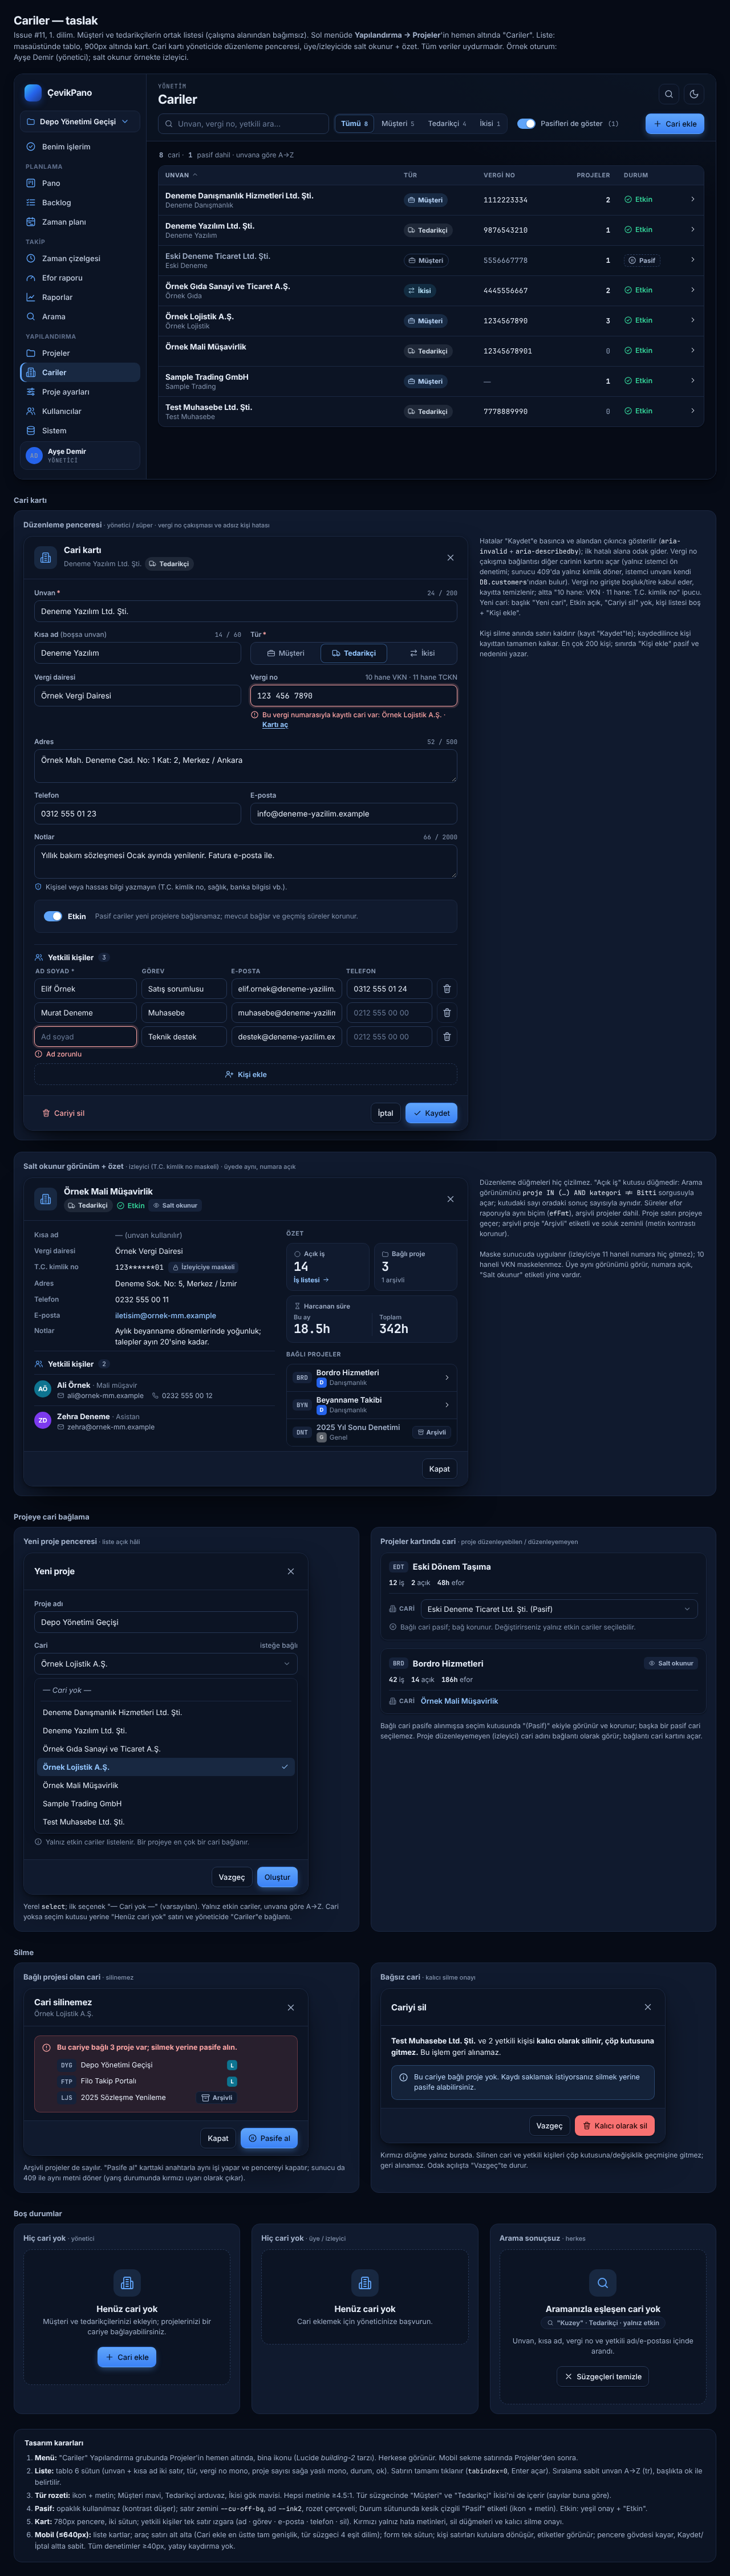 Cariler — taslak
Issue #11, 1. dilim. Müşteri ve tedarikçilerin ortak listesi (çalışma alanından bağımsız). Sol menüde Yapılandırma → Projeler'in hemen altında "Cariler". Liste:
masaüstünde tablo, 900px altında kart. Cari kartı yöneticide düzenleme penceresi, üye/izleyicide salt okunur + özet. Tüm veriler uydurmadır. Örnek oturum:
Ayşe Demir (yönetici); salt okunur örnekte izleyici.
ÇevikPano
Depo Yönetimi Geçişi
Benim işlerim
PLANLAMA
Pano
Backlog
Zaman planı
TAKİP
Zaman çizelgesi
Efor raporu
Raporlar
Arama
YAPILANDIRMA
Projeler
Cariler
Proje ayarları
Kullanıcılar
Sistem
AD
Ayşe Demir
YÖNETİCİ
YÖNETİM
Cariler
Unvan, vergi no, yetkili ara...
Tümü 8
Müşteri 5
Tedarikçi 4
İkisi 1
Pasifleri de göster (1)
Cari ekle
8 cari · 1 pasif dahil · unvana göre A→Z
UNVAN TÜR VERGİ NO PROJELER DURUM
Deneme Danışmanlık Hizmetleri Ltd. Şti.
Deneme Danışmanlık
Müşteri 1112223334 2 Etkin
Deneme Yazılım Ltd. Şti.
Deneme Yazılım
Tedarikçi 9876543210 1 Etkin
Eski Deneme Ticaret Ltd. Şti.
Eski Deneme
Müşteri 5556667778 1 Pasif
Örnek Gıda Sanayi ve Ticaret A.Ş.
Örnek Gıda
İkisi 4445556667 2 Etkin
Örnek Lojistik A.Ş.
Örnek Lojistik
Müşteri 1234567890 3 Etkin
Örnek Mali Müşavirlik
Tedarikçi 12345678901 0 Etkin
Sample Trading GmbH
Sample Trading
Müşteri — 1 Etkin
Test Muhasebe Ltd. Şti.
Test Muhasebe
Tedarikçi 7778889990 0 Etkin
Cari kartı
Düzenleme penceresi · yönetici / süper · vergi no çakışması ve adsız kişi hatası
Cari kartı
Deneme Yazılım Ltd. Şti. Tedarikçi
Unvan * 24 / 200
Deneme Yazılım Ltd. Şti.
Kısa ad (boşsa unvan) 14 / 60
Deneme Yazılım
Tür *
Müşteri Tedarikçi İkisi
Vergi dairesi
Örnek Vergi Dairesi
Vergi no 10 hane VKN · 11 hane TCKN
123 456 7890
Bu vergi numarasıyla kayıtlı cari var: Örnek Lojistik A.Ş. ·
Kartı aç
Adres 52 / 500
Örnek Mah. Deneme Cad. No: 1 Kat: 2, Merkez / Ankara
Telefon
0312 555 01 23
E-posta
info@deneme-yazilim.example
Notlar 66 / 2000
Yıllık bakım sözleşmesi Ocak ayında yenilenir. Fatura e-posta ile.
Kişisel veya hassas bilgi yazmayın (T.C. kimlik no, sağlık, banka bilgisi vb.).
Etkin Pasif cariler yeni projelere bağlanamaz; mevcut bağlar ve geçmiş süreler korunur.
Yetkili kişiler 3
AD SOYAD * GÖREV E-POSTA TELEFON
Elif Örnek Satış sorumlusu elif.ornek@deneme-yazilim. 0312 555 01 24
Murat Deneme Muhasebe muhasebe@deneme-yazilin 0212 555 00 00
Ad soyad Teknik destek destek@deneme-yazilim.ex 0212 555 00 00
Ad zorunlu
Kişi ekle
Cariyi sil
İptal
Kaydet
Hatalar "Kaydet"e basınca ve alandan çıkınca gösterilir (aria-
invalid + aria-describedby); ilk hatalı alana odak gider. Vergi no
çakışması bağlantısı diğer carinin kartını açar (yalnız istemci ön
denetimi; sunucu 409'da yalnız kimlik döner, istemci unvanı kendi
DB.customers'ından bulur). Vergi no girişte boşluk/tire kabul eder,
kayıtta temizlenir; altta "10 hane: VKN · 11 hane: T.C. kimlik no" ipucu.
Yeni cari: başlık "Yeni cari", Etkin açık, "Cariyi sil" yok, kişi listesi boş
+ "Kişi ekle".
Kişi silme anında satırı kaldırır (kayıt "Kaydet"le); kaydedilince kişi
kayıttan tamamen kalkar. En çok 200 kişi; sınırda "Kişi ekle" pasif ve
nedenini yazar.
Salt okunur görünüm + özet · izleyici (T.C. kimlik no maskeli) · üyede aynı, numara açık
Örnek Mali Müşavirlik
Tedarikçi Etkin Salt okunur
Kısa ad — (unvan kullanılır)
Vergi dairesi Örnek Vergi Dairesi
T.C. kimlik no 123******01 İzleyiciye maskeli
Adres Deneme Sok. No: 5, Merkez / İzmir
Telefon 0232 555 00 11
E-posta iletisim@ornek-mm.example
Notlar Aylık beyanname dönemlerinde yoğunluk;
talepler ayın 20'sine kadar.
Yetkili kişiler 2
AÖ
Ali Örnek · Mali müşavir
ali@ornek-mm.example 0232 555 00 12
ZD
Zehra Deneme · Asistan
zehra@ornek-mm.example
ÖZET
Açık iş
14
İş listesi →
Bağlı proje
3
1 arşivli
Harcanan süre
Bu ay Toplam
18.5h 342h
BAĞLI PROJELER
BRD Bordro Hizmetleri
D Danışmanlık
BYN Beyanname Takibi
D Danışmanlık
DNT 2025 Yıl Sonu Denetimi Arşivli
G Genel
Kapat
Düzenleme düğmeleri hiç çizilmez. "Açık iş" kutusu düğmedir: Arama
görünümünü proje IN (…) AND kategori != Bitti sorgusuyla
açar; kutudaki sayı oradaki sonuç sayısıyla aynıdır. Süreler efor
raporuyla aynı biçim (efFmt), arşivli projeler dahil. Proje satırı projeye
geçer; arşivli proje "Arşivli" etiketli ve soluk zeminli (metin kontrastı
korunur).
Maske sunucuda uygulanır (izleyiciye 11 haneli numara hiç gitmez); 10
haneli VKN maskelenmez. Üye aynı görünümü görür, numara açık,
"Salt okunur" etiketi yine vardır.
Projeye cari bağlama
Yeni proje penceresi · liste açık hâli
Yeni proje
Proje adı
Depo Yönetimi Geçişi
Cari isteğe bağlı
Örnek Lojistik A.Ş.
— Cari yok —
Deneme Danışmanlık Hizmetleri Ltd. Şti.
Deneme Yazılım Ltd. Şti.
Örnek Gıda Sanayi ve Ticaret A.Ş.
Örnek Lojistik A.Ş.
Örnek Mali Müşavirlik
Sample Trading GmbH
Test Muhasebe Ltd. Şti.
Yalnız etkin cariler listelenir. Bir projeye en çok bir cari bağlanır.
Vazgeç
Oluştur
Yerel select; ilk seçenek "— Cari yok —" (varsayılan). Yalnız etkin cariler, unvana göre A→Z. Cari
yoksa seçim kutusu yerine "Henüz cari yok" satırı ve yöneticide "Cariler"e bağlantı.
Projeler kartında cari · proje düzenleyebilen / düzenleyemeyen
EDT Eski Dönem Taşıma
12 iş 2 açık 48h efor
CARİ Eski Deneme Ticaret Ltd. Şti. (Pasif)
Bağlı cari pasif; bağ korunur. Değiştirirseniz yalnız etkin cariler seçilebilir.
BRD Bordro Hizmetleri Salt okunur
42 iş 14 açık 186h efor
CARİ Örnek Mali Müşavirlik
Bağlı cari pasife alınmışsa seçim kutusunda "(Pasif)" ekiyle görünür ve korunur; başka bir pasif cari
seçilemez. Proje düzenleyemeyen (izleyici) cari adını bağlantı olarak görür; bağlantı cari kartını açar.
Silme
Bağlı projesi olan cari · silinemez
Cari silinemez
Örnek Lojistik A.Ş.
Bu cariye bağlı 3 proje var; silmek yerine pasife alın.
DYG Depo Yönetimi Geçişi L
FTP Filo Takip Portalı L
LJS 2025 Sözleşme Yenileme Arşivli
Kapat
Pasife al
Arşivli projeler de sayılır. "Pasife al" karttaki anahtarla aynı işi yapar ve pencereyi kapatır; sunucu da
409 ile aynı metni döner (yarış durumunda kırmızı uyarı olarak çıkar).
Bağsız cari · kalıcı silme onayı
Cariyi sil
Test Muhasebe Ltd. Şti. ve 2 yetkili kişisi kalıcı olarak silinir, çöp kutusuna
gitmez. Bu işlem geri alınamaz.
Bu cariye bağlı proje yok. Kaydı saklamak istiyorsanız silmek yerine
pasife alabilirsiniz.
Vazgeç
Kalıcı olarak sil
Kırmızı düğme yalnız burada. Silinen cari ve yetkili kişileri çöp kutusuna/değişiklik geçmişine gitmez;
geri alınamaz. Odak açılışta "Vazgeç"te durur.
Boş durumlar
Hiç cari yok · yönetici
Henüz cari yok
Müşteri ve tedarikçilerinizi ekleyin; projelerinizi bir
cariye bağlayabilirsiniz.
Cari ekle
Hiç cari yok · üye / izleyici
Henüz cari yok
Cari eklemek için yöneticinize başvurun.
Arama sonuçsuz · herkes
Aramanızla eşleşen cari yok
"Kuzey" · Tedarikçi · yalnız etkin
Unvan, kısa ad, vergi no ve yetkili adı/e-postası içinde
arandı.
Süzgeçleri temizle
Tasarım kararları
1. Menü: "Cariler" Yapılandırma grubunda Projeler'in hemen altında, bina ikonu (Lucide building-2 tarzı). Herkese görünür. Mobil sekme satırında Projeler'den sonra.
2. Liste: tablo 6 sütun (unvan + kısa ad iki satır, tür, vergi no mono, proje sayısı sağa yaslı mono, durum, ok). Satırın tamamı tıklanır (tabindex=0, Enter açar). Sıralama sabit unvan A→Z (tr), başlıkta ok ile
belirtilir.
3. Tür rozeti: ikon + metin; Müşteri mavi, Tedarikçi arduvaz, İkisi gök mavisi. Hepsi metinle ≥4.5:1. Tür süzgecinde "Müşteri" ve "Tedarikçi" İkisi'ni de içerir (sayılar buna göre).
4. Pasif: opaklık kullanılmaz (kontrast düşer); satır zemini --cu-off-bg, ad --ink2, rozet çerçeveli; Durum sütununda kesik çizgili "Pasif" etiketi (ikon + metin). Etkin: yeşil onay + "Etkin".
5. Kart: 780px pencere, iki sütun; yetkili kişiler tek satır ızgara (ad · görev · e-posta · telefon · sil). Kırmızı yalnız hata metinleri, sil düğmesi ve kalıcı silme onayı.
6. Mobil (≤640px): liste kartlar; araç satırı alt alta (Cari ekle en üstte tam genişlik, tür süzgeci 4 eşit dilim); form tek sütun; kişi satırları kutulara dönüşür, etiketler görünür; pencere gövdesi kayar, Kaydet/
İptal altta sabit. Tüm denetimler ≥40px, yatay kaydırma yok.